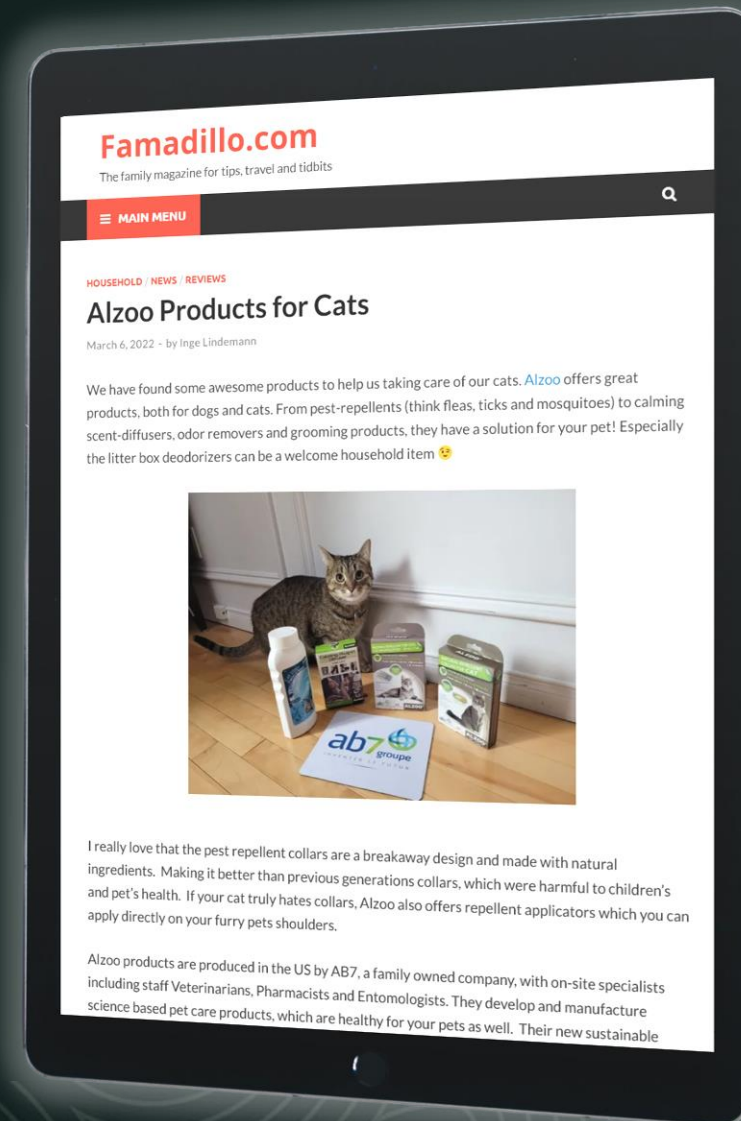 Famadillo.com
The family magazine for tips, travel and tidbits
MAIN MENU
HOUSEHOLD / NEWS / REVIEWS
Alzoo Products for Cats
March 6, 2022 - by Inge Lindemann
We have found some awesome products to help us taking care of our cats. Alzoo offers great
products, both for dogs and cats. From pest-repellents (think fleas, ticks and mosquitoes) to calming
scent-diffusers, odor removers and grooming products, they have a solution for your pet! Especially
the litter box deodorizers can be a welcome household item 😉
ab7
groupe
I really love that the pest repellent collars are a breakaway design and made with natural
ingredients. Making it better than previous generations collars, which were harmful to children's
and pet's health. If your cat truly hates collars, Alzoo also offers repellent applicators which you can
apply directly on your furry pets shoulders.
Alzoo products are produced in the US by AB7, a family owned company, with on-site specialists
including staff Veterinarians, Pharmacists and Entomologists. They develop and manufacture
science based pet care products, which are healthy for your pets as well. Their new sustainable